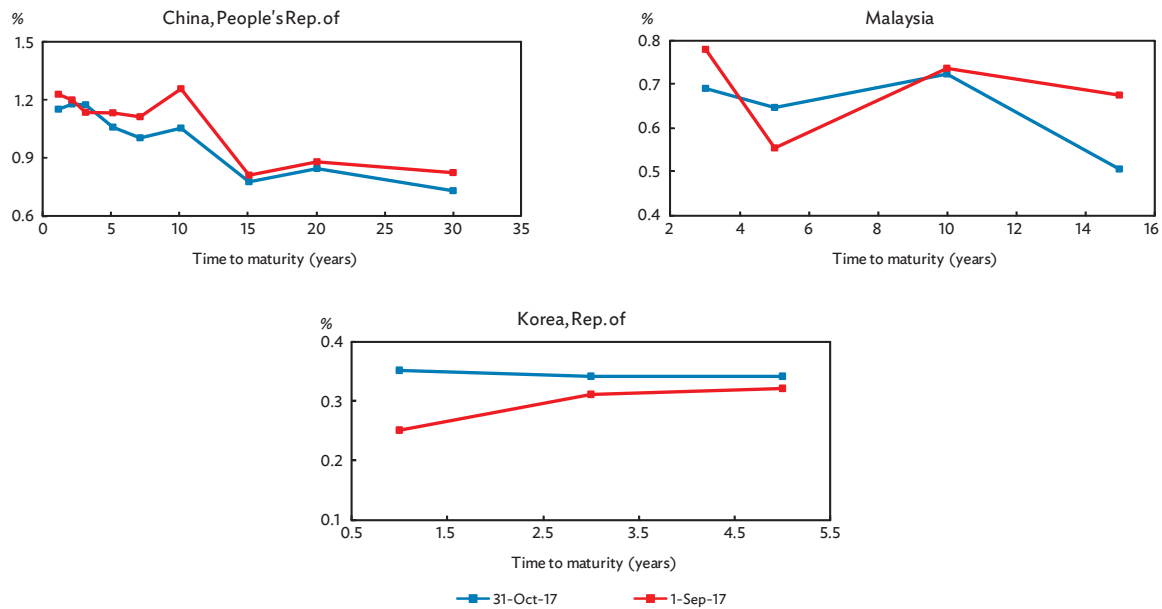 China, People's Rep. of
%
1.5
1.2
0.9
0.6
0 5 10 15 20 25 30 35
Time to maturity (years)
Malaysia
%
0.8
0.7
0.6
0.5
0.4
2 4 6 8 10 12 14 16
Time to maturity (years)
Korea, Rep. of
%
0.4
0.3
0.2
0.1
0.5 1.5 2.5 3.5 4.5 5.5
Time to maturity (years)
31-Oct-17 1-Sep-17